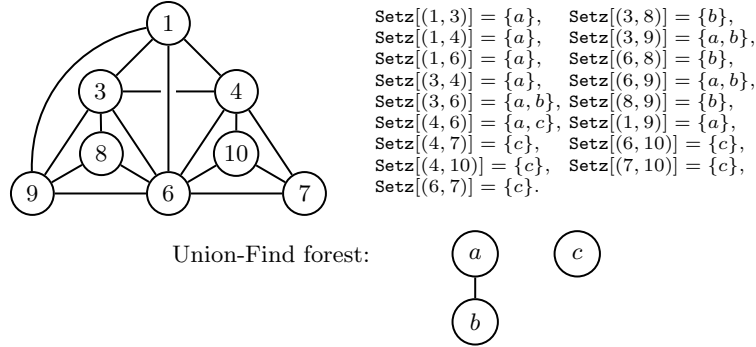 1
3
4
8
10
9
6
7
Setz[(1, 3)] = {a}, Setz[(3, 8)] = {b},
Setz[(1, 4)] = {a}, Setz[(3, 9)] = {a, b},
Setz[(1, 6)] = {a}, Setz[(6, 8)] = {b},
Setz[(3, 4)] = {a}, Setz[(6, 9)] = {a, b},
Setz[(3, 6)] = {a, b}, Setz[(8, 9)] = {b},
Setz[(4, 6)] = {a, c}, Setz[(1, 9)] = {a},
Setz[(4, 7)] = {c}, Setz[(6, 10)] = {c},
Setz[(4, 10)] = {c}, Setz[(7, 10)] = {c},
Setz[(6, 7)] = {c}.
Union-Find forest:
a
c
b